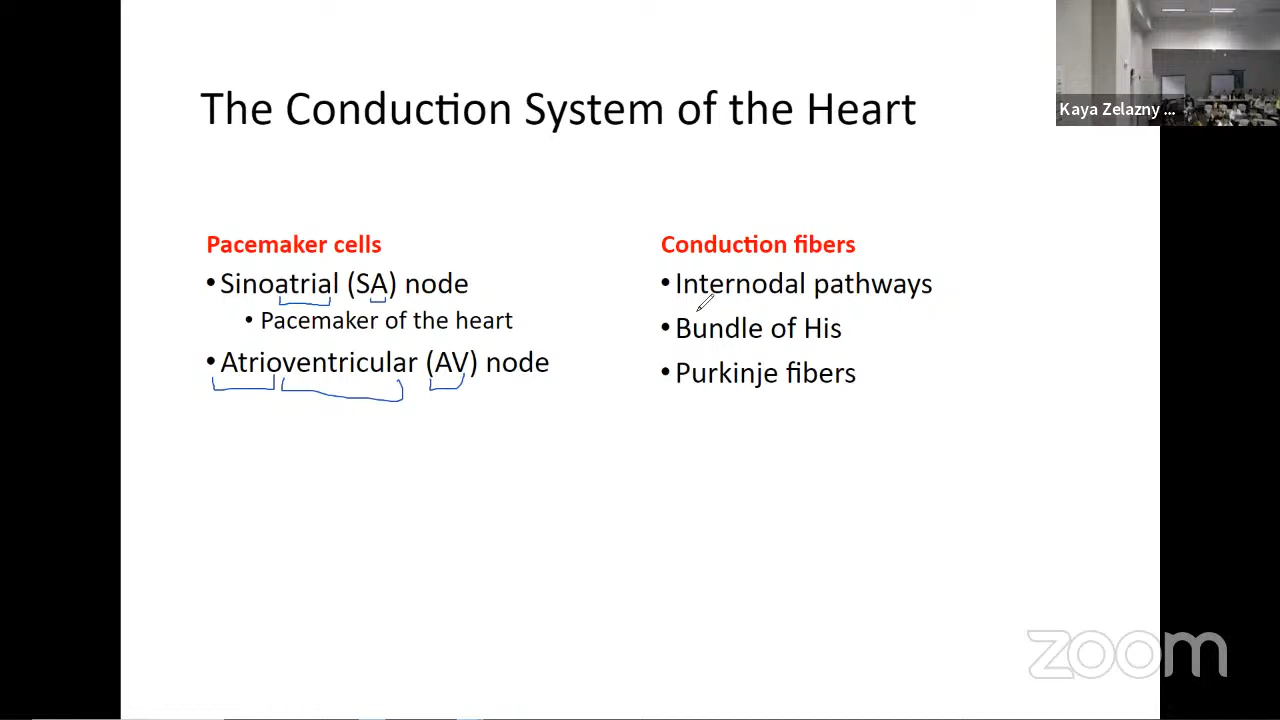 The Conduction System of the Heart
Kaya Zelazny ...
Pacemaker cells
•Sinoatrial (SA) node
• Pacemaker of the heart
•Atrioventricular (AV) node
Conduction fibers
•Internodal pathways
•Bundle of His
•Purkinje fibers
zoom